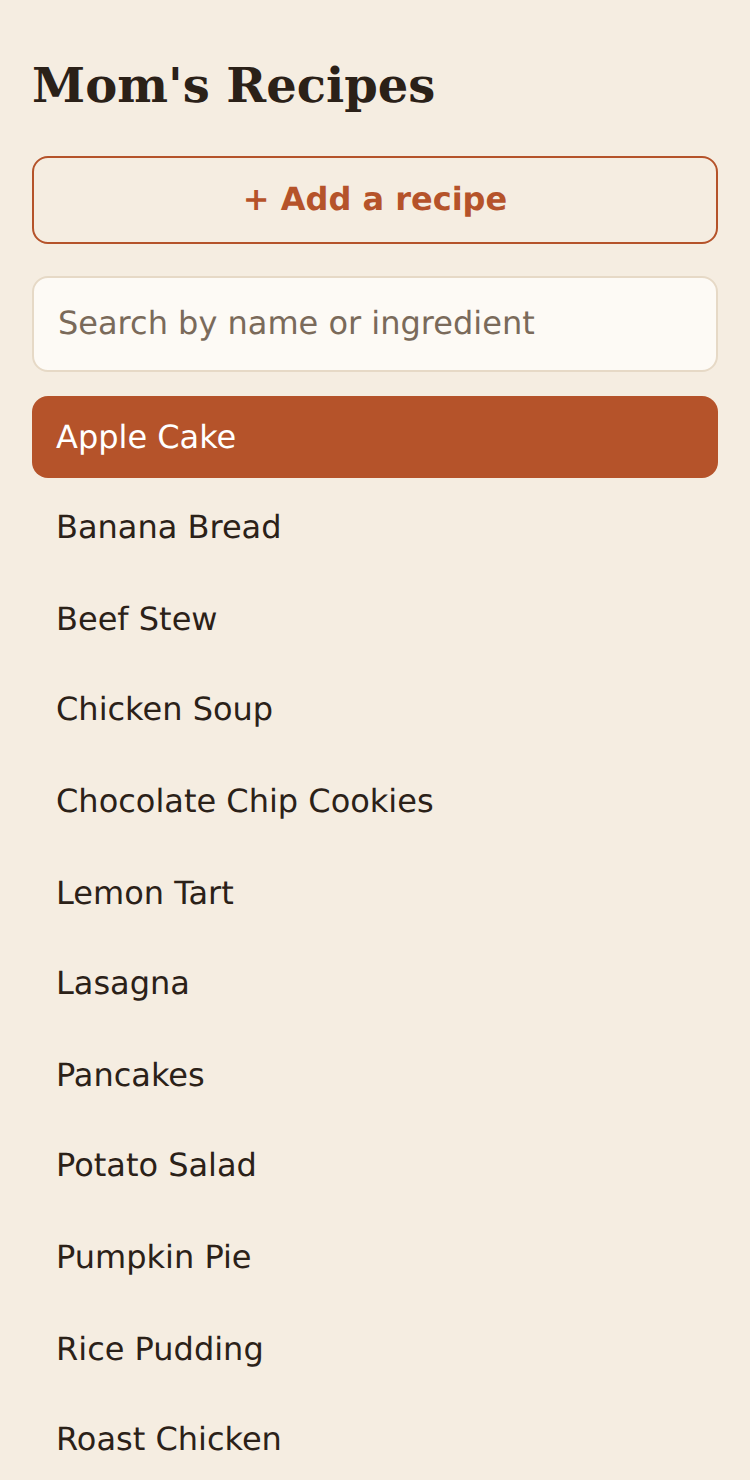 Mom's Recipes
+ Add a recipe
Search by name or ingredient
Apple Cake
Banana Bread
Beef Stew
Chicken Soup
Chocolate Chip Cookies
Lemon Tart
Lasagna
Pancakes
Potato Salad
Pumpkin Pie
Rice Pudding
Roast Chicken